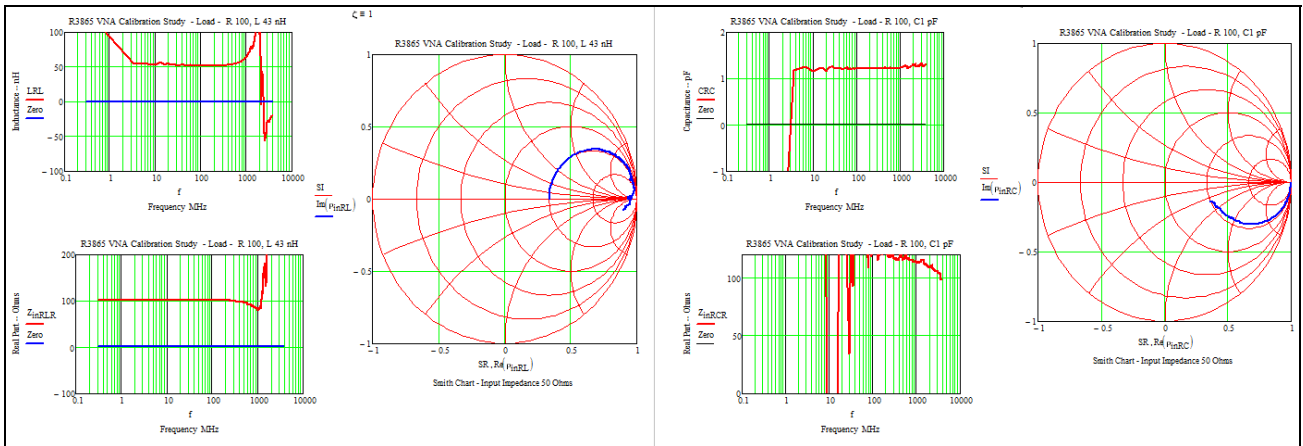 ζ ≡ 1
R3865 VNA Calibration Study - Load - R 100, L 43 nH
Inductance -- nH
LRL
Zero
100
50
0
− 50
− 100
0.1 1 10 100 1000 10000
f
Frequency MHz
R3865 VNA Calibration Study - Load - R 100, L 43 nH
Real Part -- Ohms
ZinRLR
Zero
200
100
0
− 100
0.1 1 10 100 1000 10000
f
Frequency MHz
R3865 VNA Calibration Study - Load - R 100, L 43 nH
SI
Im(ρinRL)
1
0.5
0
− 0.5
− 1
− 1 − 0.5 0 0.5 1
SR , Re(ρinRL)
Smith Chart - Input Impedance 50 Ohms
R3865 VNA Calibration Study - Load - R 100, C1 pF
Capacitance -- pF
CRC
Zero
2
1
0
− 1
0.1 1 10 100 1000 10000
f
Frequency MHz
R3865 VNA Calibration Study - Load - R 100, C1 pF
Real Part -- Ohms
ZinRCR
Zero
100
50
0
0.1 1 10 100 1000 10000
f
Frequency MHz
R3865 VNA Calibration Study - Load - R 100, C1 pF
SI
Im(ρinRC)
1
0.5
0
− 0.5
− 1
− 1 − 0.5 0 0.5 1
SR , Re(ρinRC)
Smith Chart - Input Impedance 50 Ohms